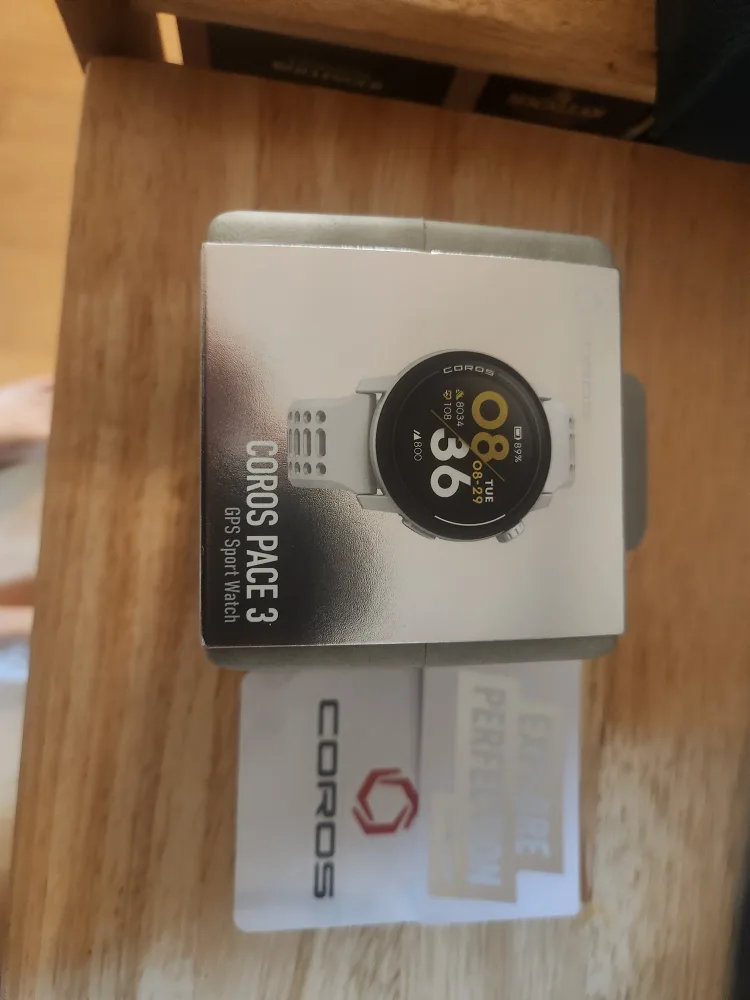 COROS
89%
08
TUE
08-29
36
8034
108
800
COROS PACE 3
GPS Sport Watch
COROS
EXPLORE
PERFECTION